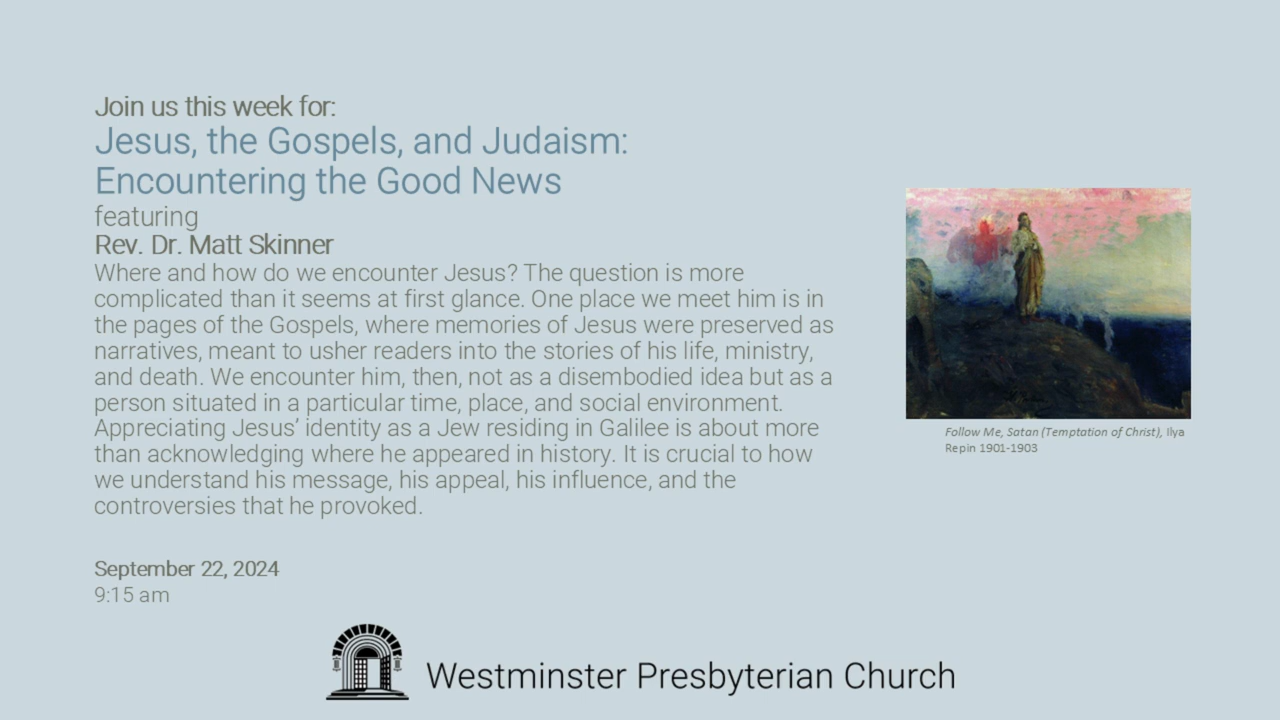 Join us this week for:
Jesus, the Gospels, and Judaism:
Encountering the Good News
featuring
Rev. Dr. Matt Skinner
Where and how do we encounter Jesus? The question is more
complicated than it seems at first glance. One place we meet him is in
the pages of the Gospels, where memories of Jesus were preserved as
narratives, meant to usher readers into the stories of his life, ministry,
and death. We encounter him, then, not as a disembodied idea but as a
person situated in a particular time, place, and social environment.
Appreciating Jesus’ identity as a Jew residing in Galilee is about more
than acknowledging where he appeared in history. It is crucial to how
we understand his message, his appeal, his influence, and the
controversies that he provoked.
Follow Me, Satan (Temptation of Christ), Ilya
Repin 1901-1903
September 22, 2024
9:15 am
Westminster Presbyterian Church